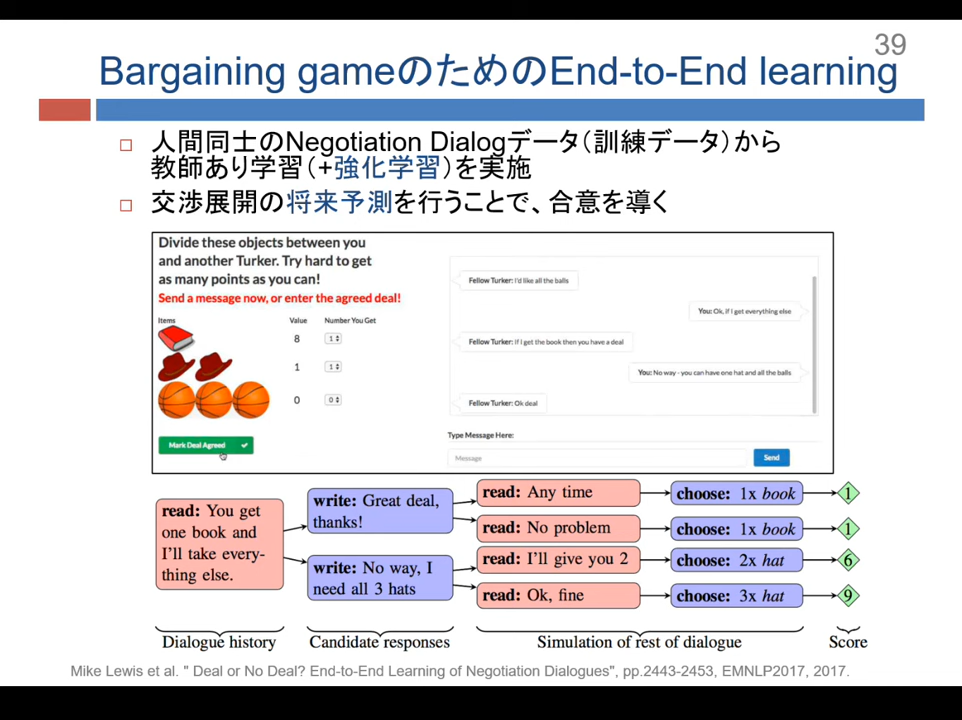 39
Bargaining gameのためのEnd-to-End learning
人間同士のNegotiation Dialogデータ(訓練データ)から
教師あり学習(+強化学習)を実施
交渉展開の将来予測を行うことで、合意を導く
Divide these objects between you
and another Turker. Try hard to get
as many points as you can!
Send a message now, or enter the agreed deal!
Items Value Number You Get
8 1
1 1
0 0
Mark Deal Agreed
Fellow Turker: I'd like all the balls
You: Ok, if I get everything else
Fellow Turker: If I get the book then you have a deal
You: No way - you can have one hat and all the balls
Fellow Turker: Ok deal
Type Message Here:
Message Send
read: You get
one book and
I'll take every-
thing else.
write: Great deal,
thanks!
write: No way, I
need all 3 hats
read: Any time choose: 1x book 1
read: No problem choose: 1x book 1
read: I'll give you 2 choose: 2x hat 6
read: Ok, fine choose: 3x hat 9
Dialogue history Candidate responses Simulation of rest of dialogue Score
Mike Lewis et al. " Deal or No Deal? End-to-End Learning of Negotiation Dialogues", pp.2443-2453, EMNLP2017, 2017.